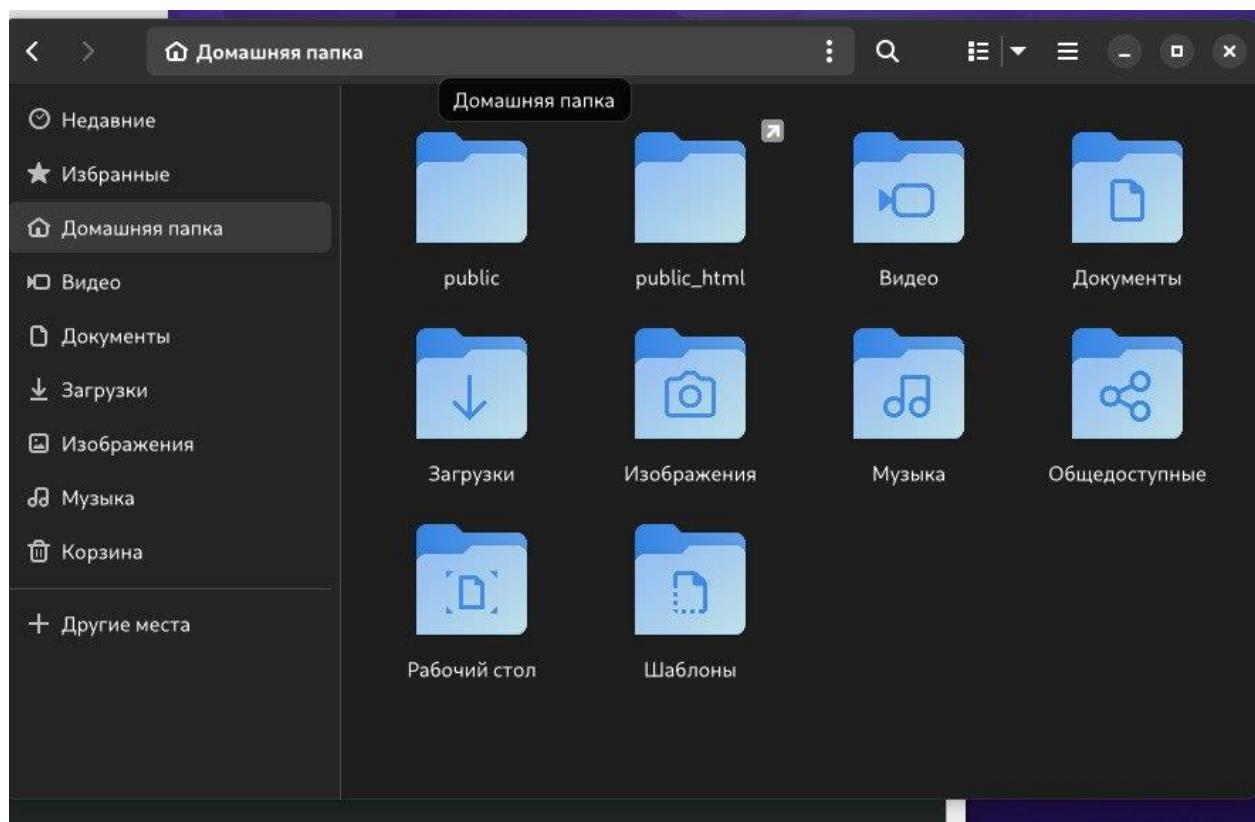 Домашняя папка
Домашняя папка
Недавние
Избранные
Домашняя папка
Видео
Документы
Загрузки
Изображения
Музыка
Корзина
Другие места
public
public_html
Видео
Документы
Загрузки
Изображения
Музыка
Общедоступные
Рабочий стол
Шаблоны